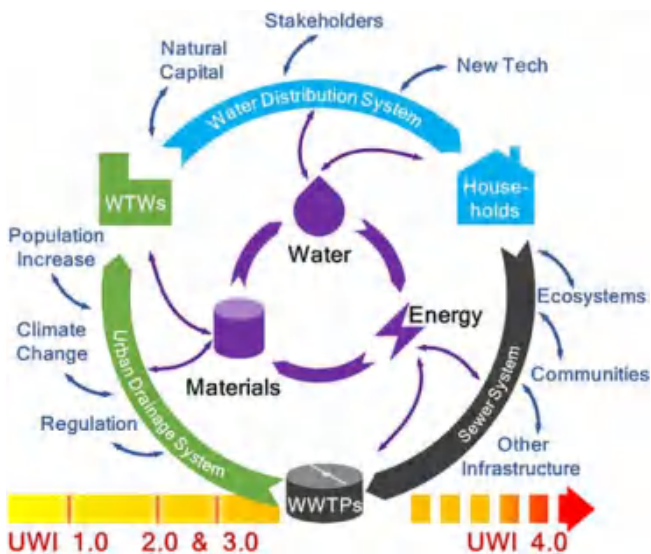 Stakeholders
Natural
Capital
New Tech
Water Distribution System
WTWs
House-
holds
Population
Increase
Water
Ecosystems
Energy
Climate
Change
Materials
Communities
Urban Drainage System
Sewer System
Regulation
Other
Infrastructure
WWTPs
UWI 1.0 2.0 & 3.0 UWI 4.0